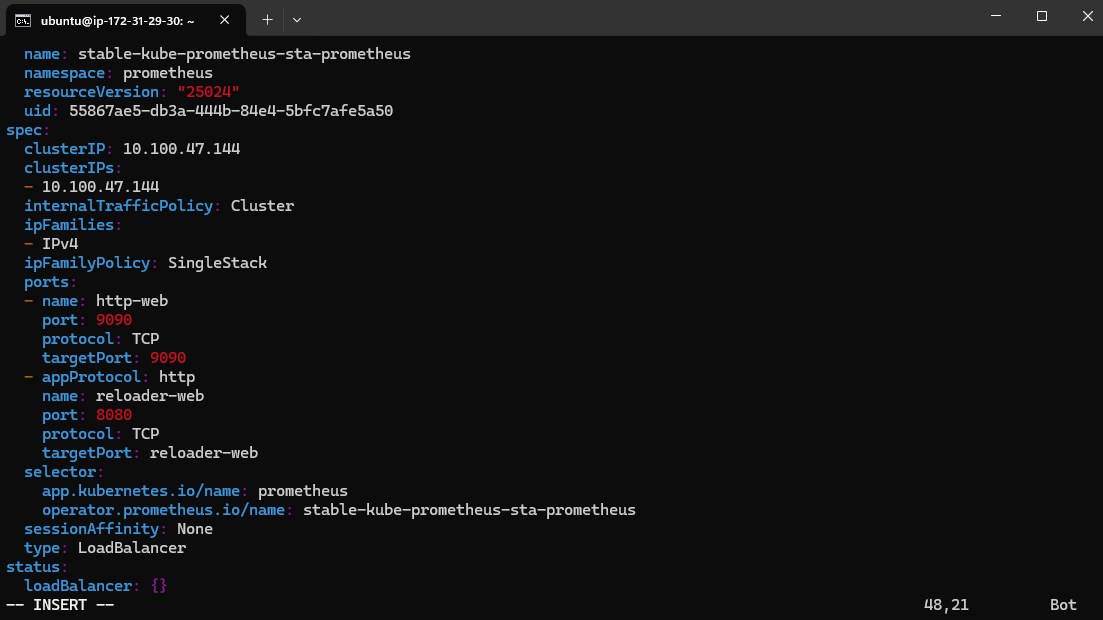 ubuntu@ip-172-31-29-30: ~
  name: stable-kube-prometheus-sta-prometheus
  namespace: prometheus
  resourceVersion: "25024"
  uid: 55867ae5-db3a-444b-84e4-5bfc7afe5a50
spec:
  clusterIP: 10.100.47.144
  clusterIPs:
  - 10.100.47.144
  internalTrafficPolicy: Cluster
  ipFamilies:
  - IPv4
  ipFamilyPolicy: SingleStack
  ports:
  - name: http-web
    port: 9090
    protocol: TCP
    targetPort: 9090
  - appProtocol: http
    name: reloader-web
    port: 8080
    protocol: TCP
    targetPort: reloader-web
  selector:
    app.kubernetes.io/name: prometheus
    operator.prometheus.io/name: stable-kube-prometheus-sta-prometheus
  sessionAffinity: None
  type: LoadBalancer
status:
  loadBalancer: {}
-- INSERT -- 48,21 Bot